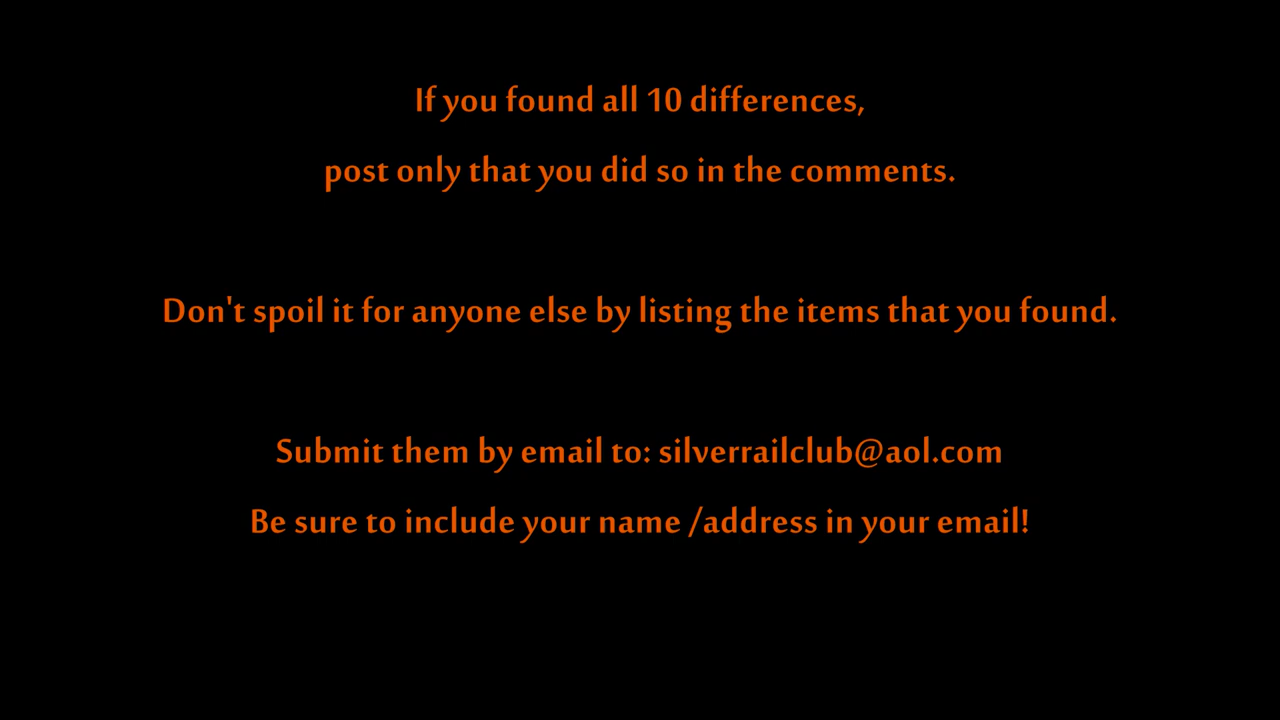 If you found all 10 differences,
post only that you did so in the comments.
Don't spoil it for anyone else by listing the items that you found.
Submit them by email to: silverrailclub@aol.com
Be sure to include your name /address in your email!